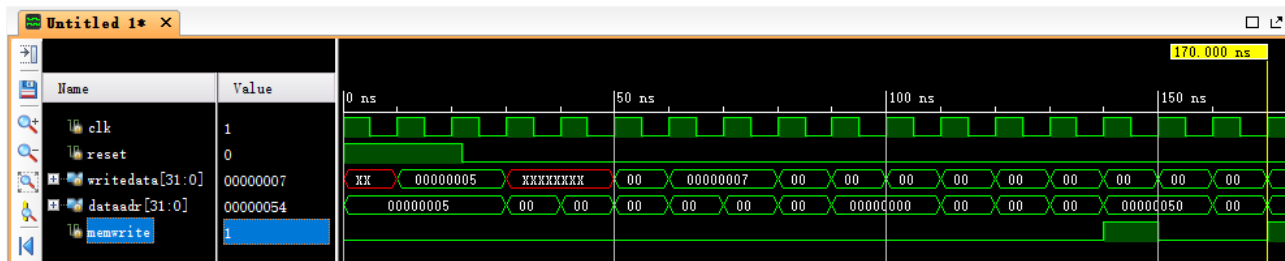 Untitled 1* ×
170.000 ns
Name Value
0 ns 50 ns 100 ns 150 ns
clk 1
reset 0
writedata[31:0] 00000007 XX 00000005 XXXXXXXX 00 00000007 00 00 00 00 00 00 00 00 00
dataadr[31:0] 00000054 00000005 00 00 00 00 00 00 00000000 00 00 00 00000050 00 00
memwrite 1